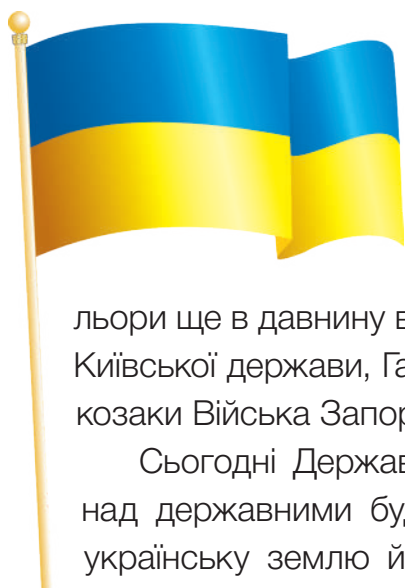 льори ще в давнину в
Київської держави, Га
козаки Війська Запор
Сьогодні Держав
над державними буд
українську землю й